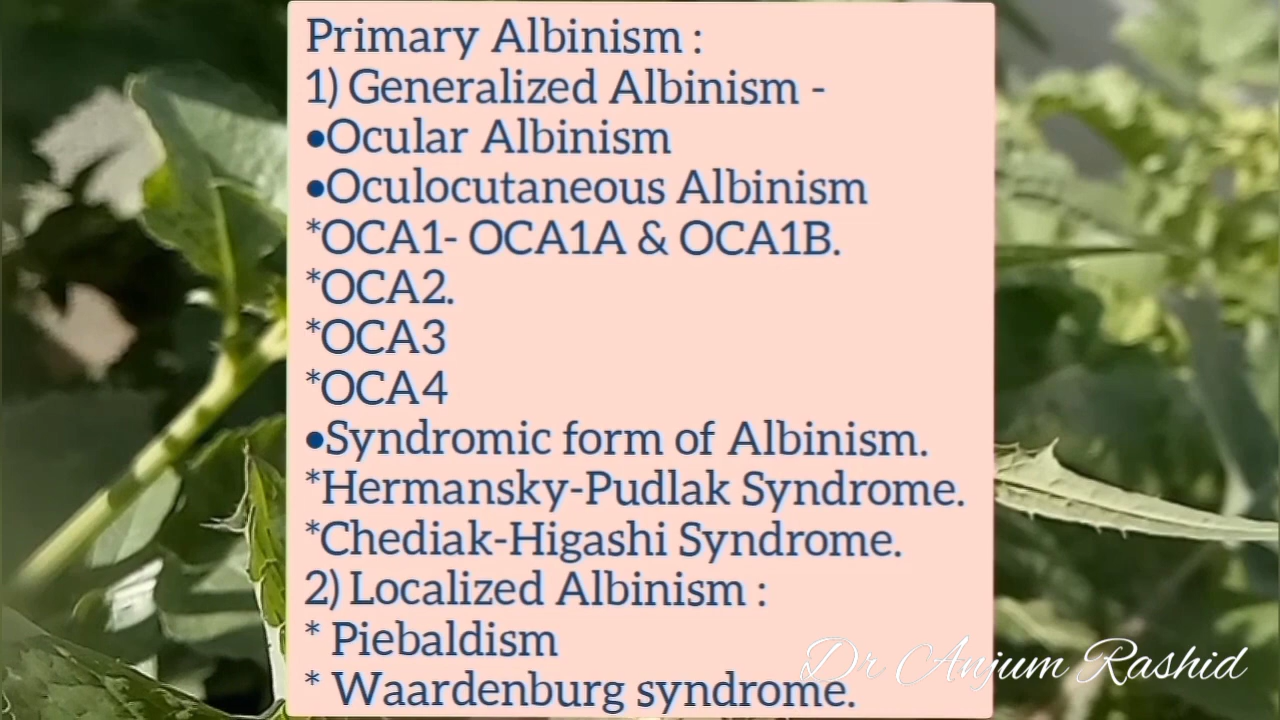 Primary Albinism :
1) Generalized Albinism -
•Ocular Albinism
•Oculocutaneous Albinism
*OCA1- OCA1A & OCA1B.
*OCA2.
*OCA3
*OCA4
•Syndromic form of Albinism.
*Hermansky-Pudlak Syndrome.
*Chediak-Higashi Syndrome.
2) Localized Albinism :
* Piebaldism
* Waardenburg syndrome.
Dr Anjum Rashid